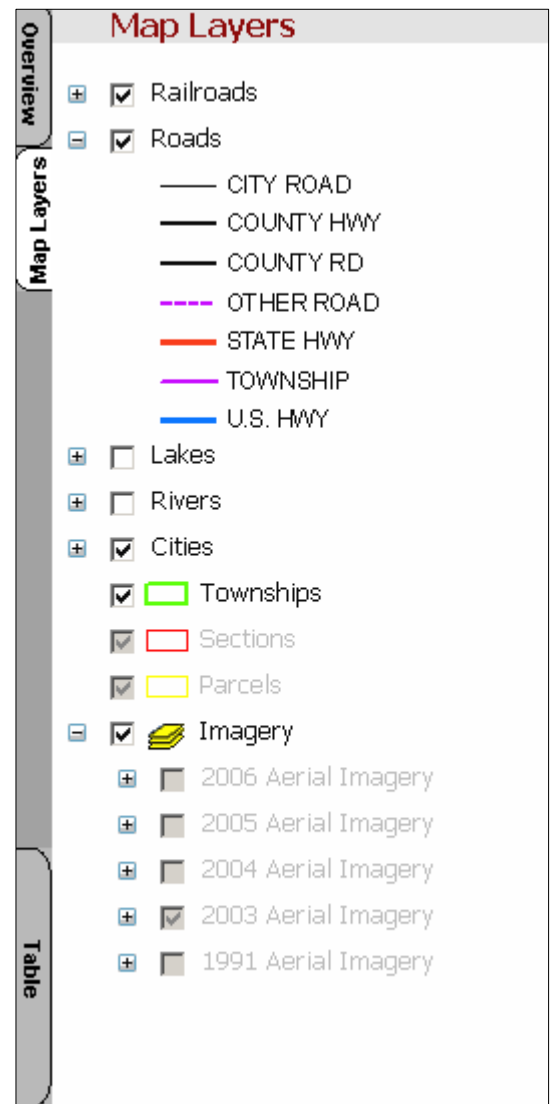 Map Layers
Overview
Map Layers
Table
Railroads
Roads
CITY ROAD
COUNTY HWY
COUNTY RD
OTHER ROAD
STATE HWY
TOWNSHIP
U.S. HWY
Lakes
Rivers
Cities
Townships
Sections
Parcels
Imagery
2006 Aerial Imagery
2005 Aerial Imagery
2004 Aerial Imagery
2003 Aerial Imagery
1991 Aerial Imagery